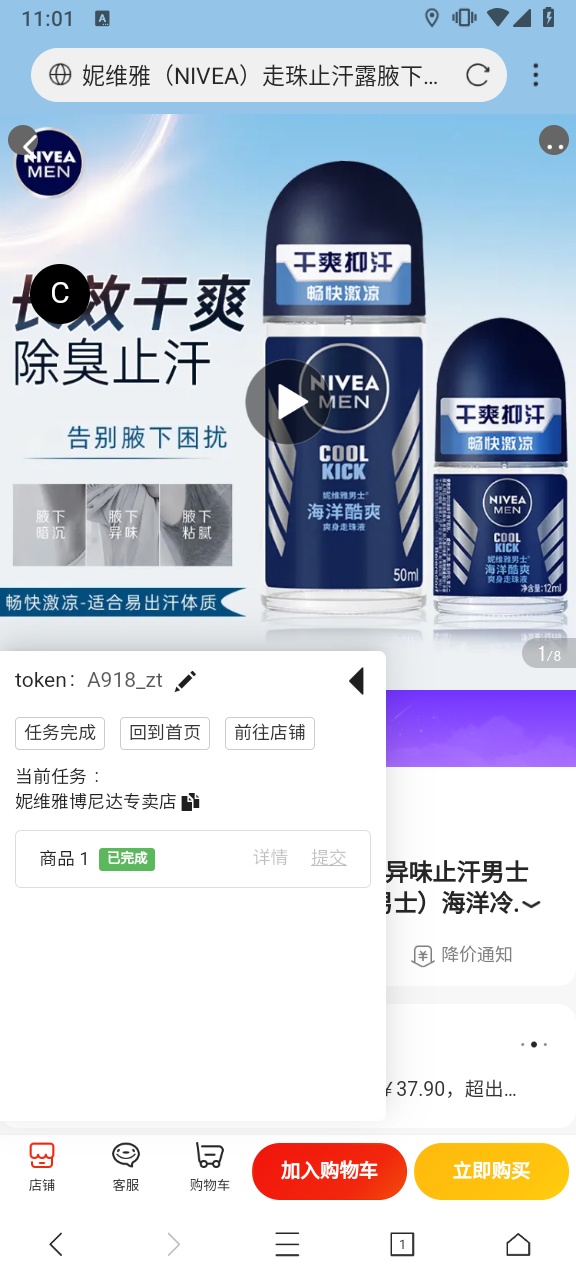 11:01
A
妮维雅（NIVEA）走珠止汗露腋下…
NIVEA
MEN
长效干爽
C
除臭止汗
告别腋下困扰
腋下
暗沉
腋下
异味
腋下
粘腻
畅快激凉-适合易出汗体质
干爽抑汗
畅快激凉
NIVEA
MEN
COOL
KICK
妮维雅男士
海洋酷爽
爽身走珠液
50ml
干爽抑汗
畅快激凉
NIVEA
MEN
COOL
KICK
妮维雅男士
海洋酷爽
爽身走珠液
净含量:12ml
1/8
token：A918_zt
任务完成 回到首页 前往店铺
当前任务：
妮维雅博尼达专卖店
商品 1 已完成 详情 提交
异味止汗男士
男士）海洋冷.
降价通知
￥37.90，超出…
店铺 客服 购物车 加入购物车 立即购买
1